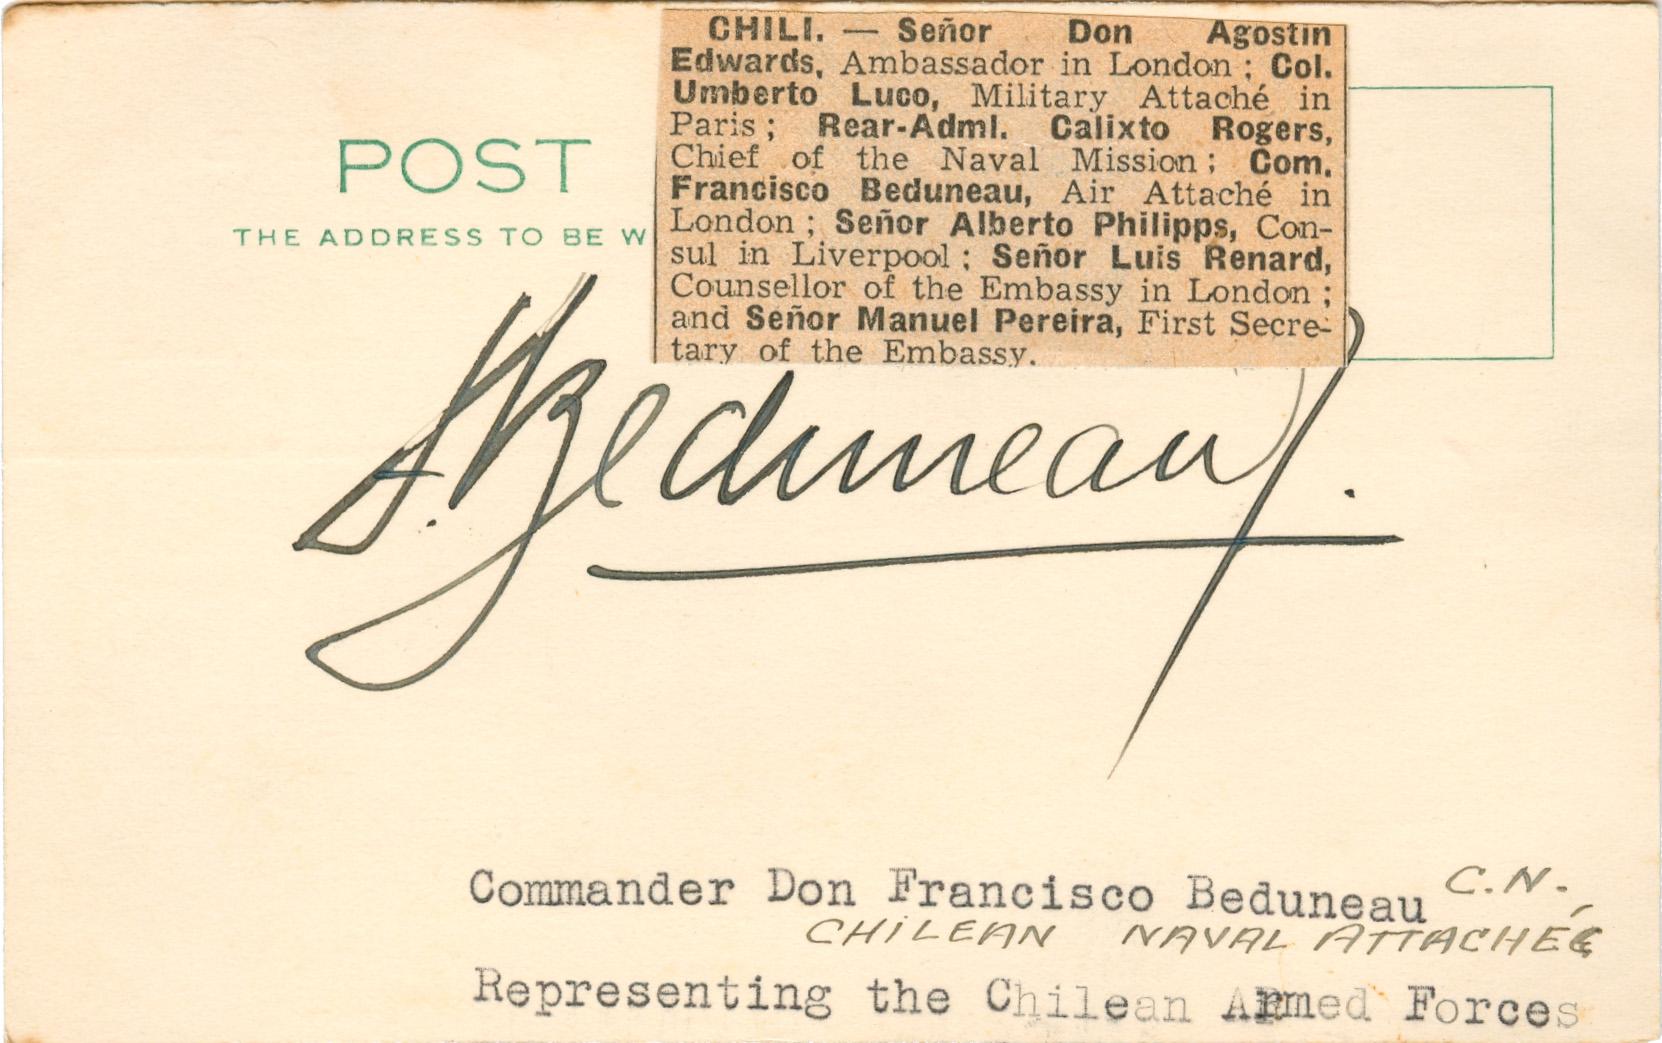 CHILI. — Señor Don Agostin
Edwards, Ambassador in London; Col.
Umberto Luco, Military Attaché in
Paris; Rear-Adml. Calixto Rogers,
Chief of the Naval Mission; Com.
Francisco Beduneau, Air Attaché in
London; Señor Alberto Philipps, Con-
sul in Liverpool; Señor Luis Renard,
Counsellor of the Embassy in London;
and Señor Manuel Pereira, First Secre-
tary of the Embassy.
POST
THE ADDRESS TO BE W
F. Beduneau.
Commander Don Francisco Beduneau C.N.
CHILEAN NAVAL ATTACHÉ
Representing the Chilean Armed Forces